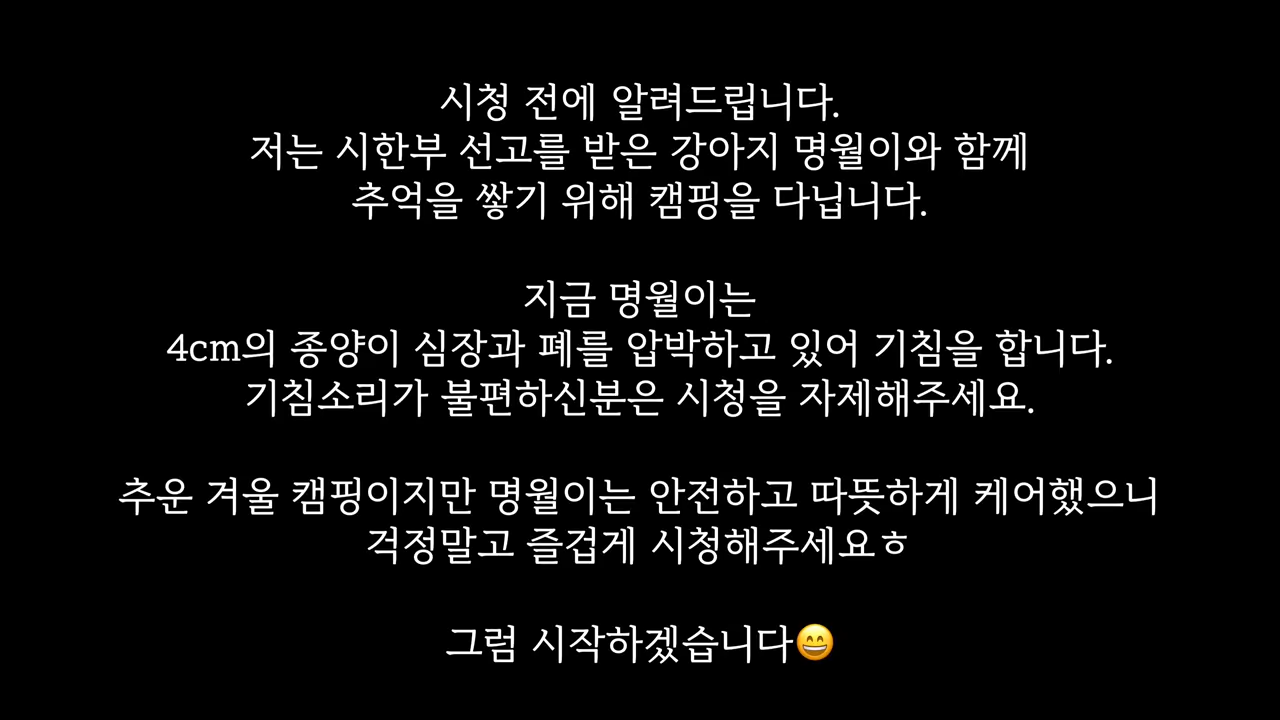 시청 전에 알려드립니다.
저는 시한부 선고를 받은 강아지 명월이와 함께
추억을 쌓기 위해 캠핑을 다닙니다.
지금 명월이는
4cm의 종양이 심장과 폐를 압박하고 있어 기침을 합니다.
기침소리가 불편하신분은 시청을 자제해주세요.
추운 겨울 캠핑이지만 명월이는 안전하고 따뜻하게 케어했으니
걱정말고 즐겁게 시청해주세요ㅎ
그럼 시작하겠습니다😄